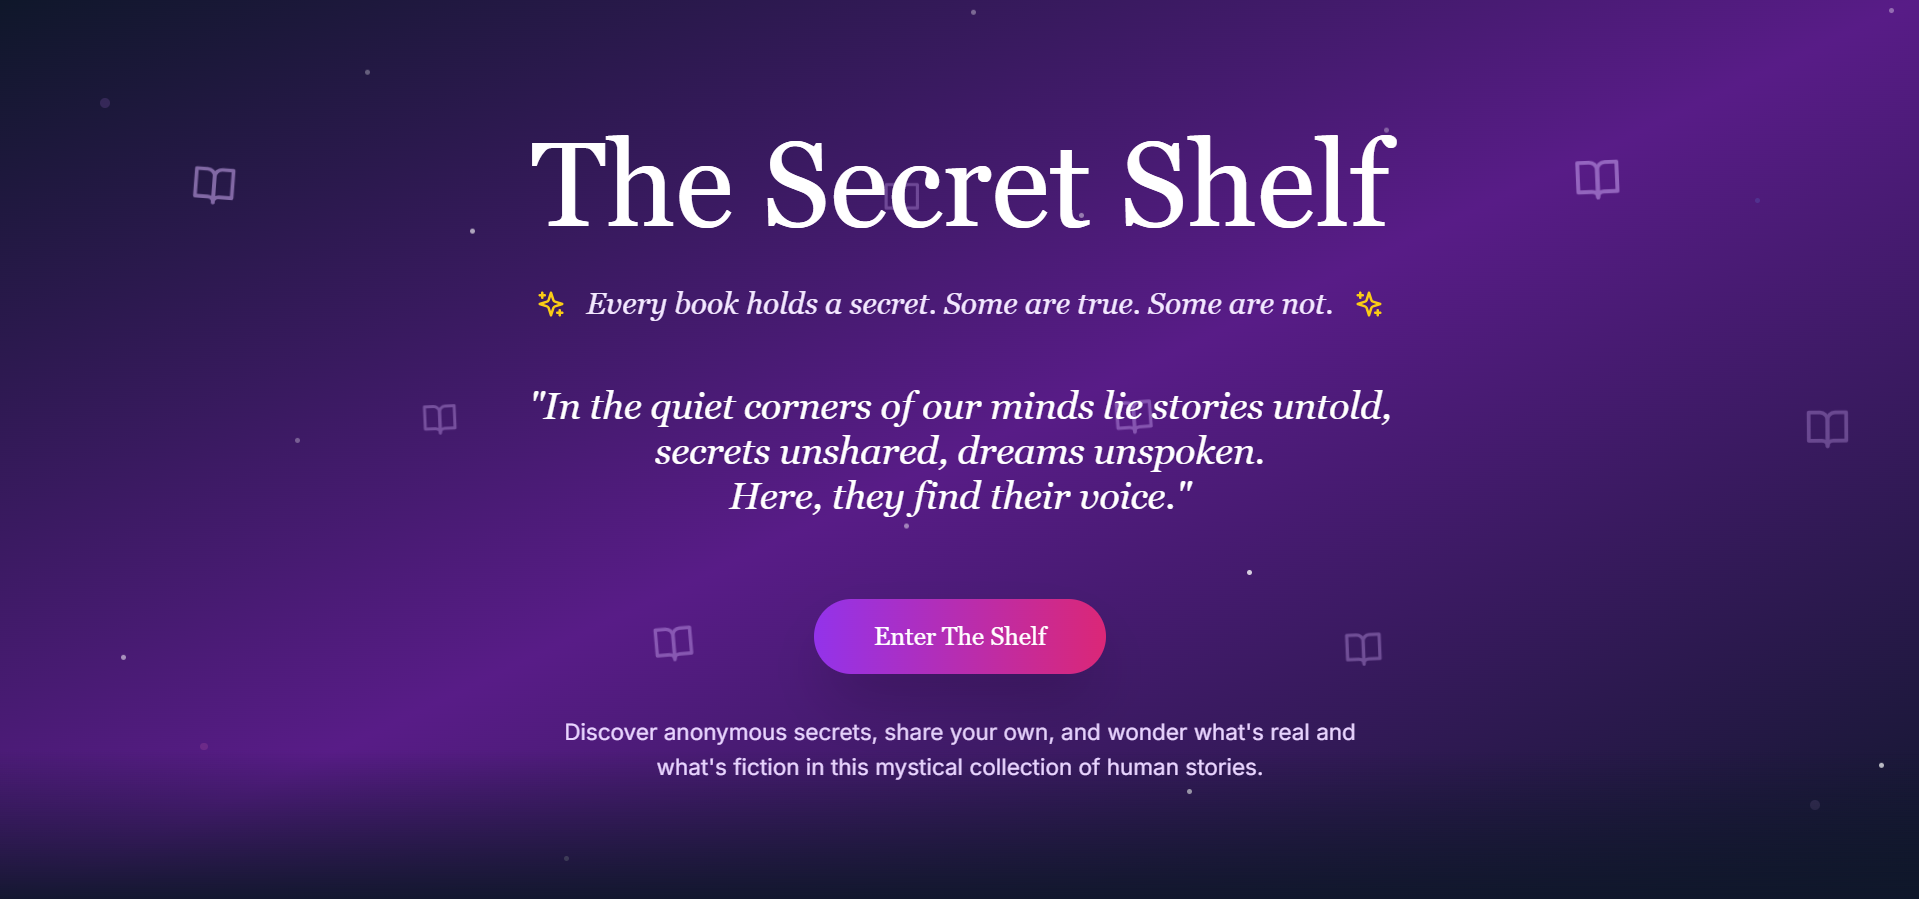 The Secret Shelf
Every book holds a secret. Some are true. Some are not.
"In the quiet corners of our minds lie stories untold,
secrets unshared, dreams unspoken.
Here, they find their voice."
Enter The Shelf
Discover anonymous secrets, share your own, and wonder what's real and
what's fiction in this mystical collection of human stories.